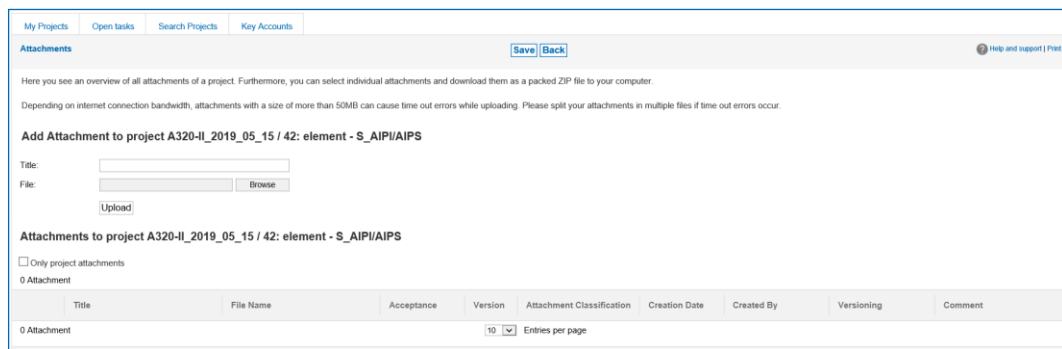 My Projects Open tasks Search Projects Key Accounts
Attachments Save Back Help and support | Print
Here you see an overview of all attachments of a project. Furthermore, you can select individual attachments and download them as a packed ZIP file to your computer.
Depending on internet connection bandwidth, attachments with a size of more than 50MB can cause time out errors while uploading. Please split your attachments in multiple files if time out errors occur.
Add Attachment to project A320-II_2019_05_15 / 42: element - S_AIPI/AIPS
Title:
File: Browse
Upload
Attachments to project A320-II_2019_05_15 / 42: element - S_AIPI/AIPS
Only project attachments
0 Attachment
Title File Name Acceptance Version Attachment Classification Creation Date Created By Versioning Comment
0 Attachment 10 Entries per page